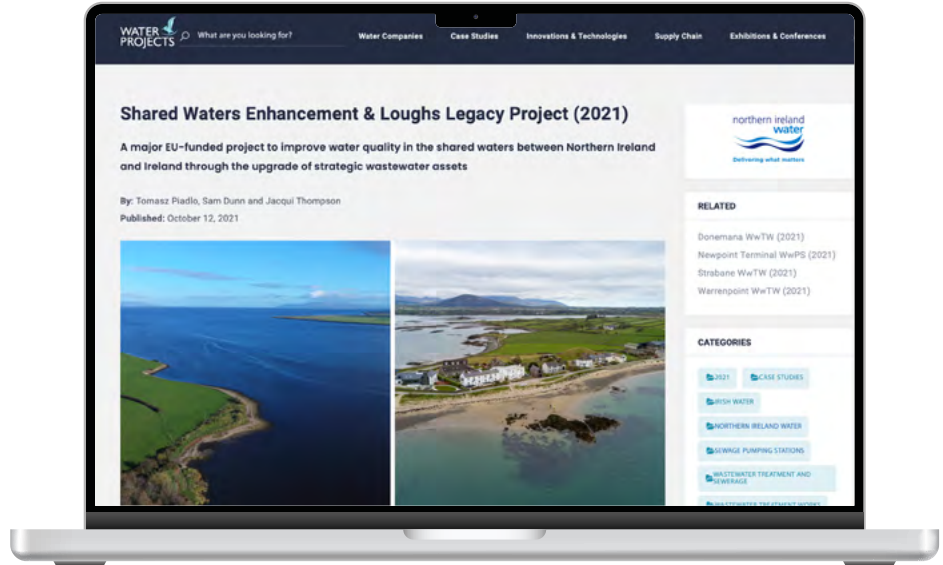 WATER
PROJECTS
What are you looking for?
Water Companies
Case Studies
Innovations & Technologies
Supply Chain
Exhibitions & Conferences
Shared Waters Enhancement & Loughs Legacy Project (2021)
A major EU-funded project to improve water quality in the shared waters between Northern Ireland
and Ireland through the upgrade of strategic wastewater assets
By: Tomasz Piadlo, Sam Dunn and Jacqui Thompson
Published: October 12, 2021
northern ireland
water
Delivering what matters
RELATED
Donemana WwTW (2021)
Newpoint Terminal WwPS (2021)
Strabane WwTW (2021)
Warrenpoint WwTW (2021)
CATEGORIES
2021
CASE STUDIES
IRISH WATER
NORTHERN IRELAND WATER
SEWAGE PUMPING STATIONS
WASTEWATER TREATMENT AND
SEWERAGE
WASTEWATER TREATMENT WORKS